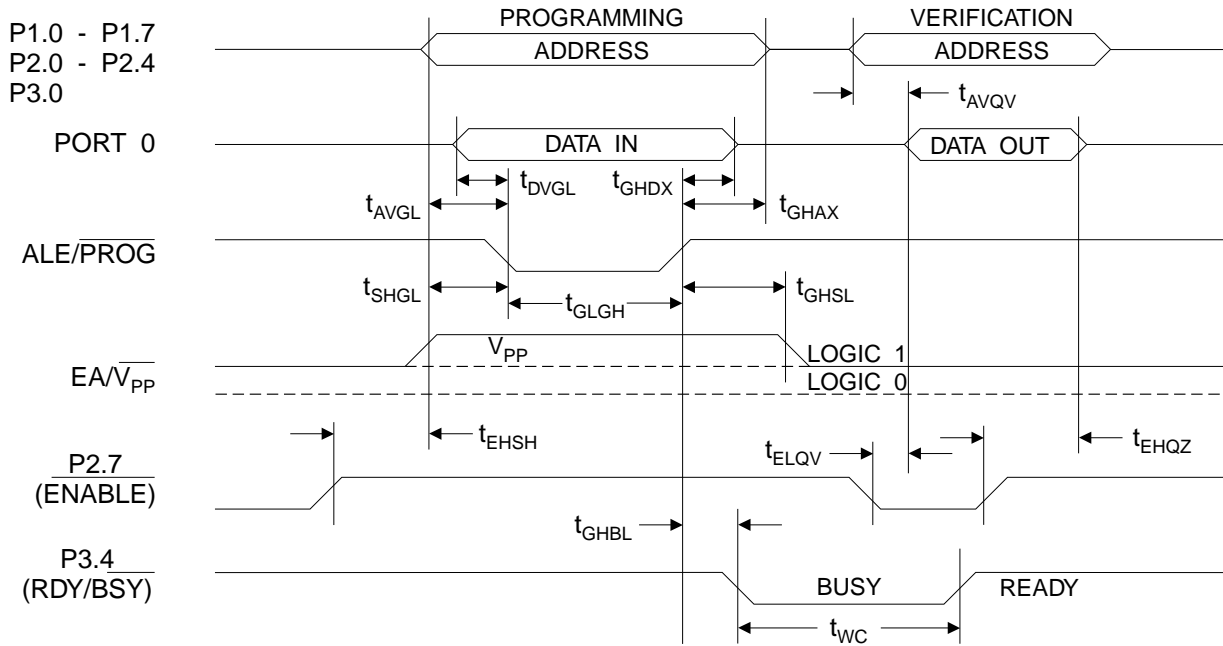 PROGRAMMING VERIFICATION
P1.0 - P1.7
P2.0 - P2.4
P3.0
ADDRESS ADDRESS
tAVQV
PORT 0 DATA IN DATA OUT
tDVGL tGHDX
tAVGL tGHAX
ALE/PROG
tSHGL tGLGH tGHSL
VPP LOGIC 1
EA/VPP LOGIC 0
tEHSH tELQV tEHQZ
P2.7
(ENABLE)
tGHBL
P3.4
(RDY/BSY) BUSY READY
tWC